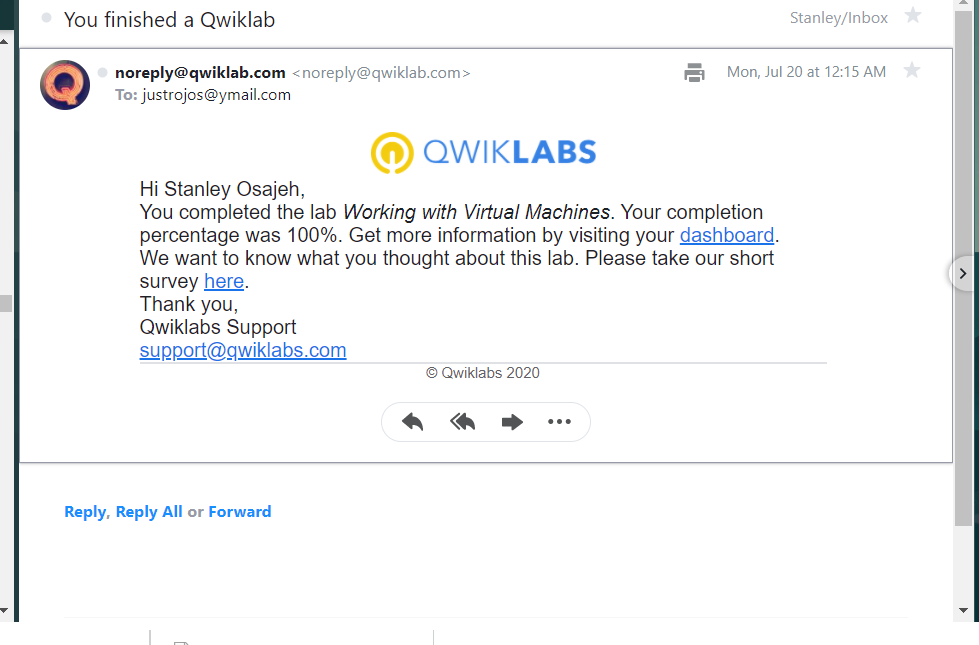 You finished a Qwiklab
Stanley/Inbox
noreply@qwiklab.com <noreply@qwiklab.com>
Mon, Jul 20 at 12:15 AM
To: justrojos@ymail.com
QWIKLABS
Hi Stanley Osajeh,
You completed the lab Working with Virtual Machines. Your completion
percentage was 100%. Get more information by visiting your dashboard.
We want to know what you thought about this lab. Please take our short
survey here.
Thank you,
Qwiklabs Support
support@qwiklabs.com
© Qwiklabs 2020
Reply, Reply All or Forward